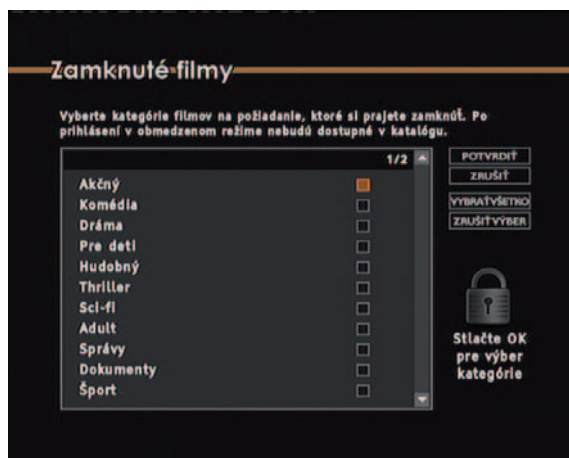 Zamknuté filmy
Vyberte kategórie filmov na požiadanie, ktoré si prajete zamknúť. Po
prihlásení v obmedzenom režime nebudú dostupné v katalógu.
1/2
Akčný
Komédia
Dráma
Pre deti
Hudobný
Thriller
Sci-fi
Adult
Správy
Dokumenty
Šport
POTVRDIŤ
ZRUŠIŤ
VYBRAŤ VŠETKO
ZRUŠIŤ VÝBER
Stlačte OK
pre výber
kategórie